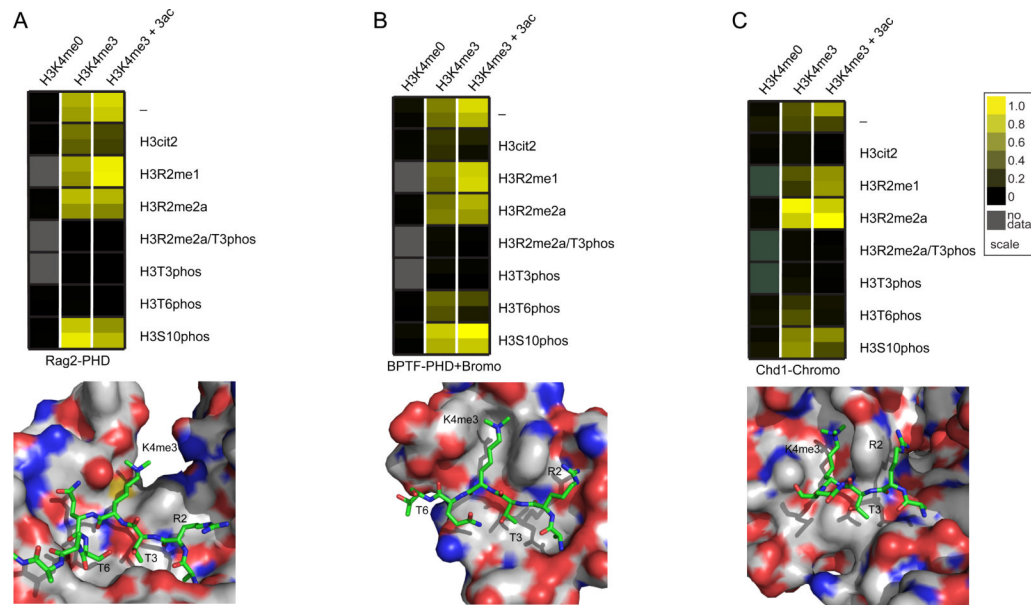 A
H3K4me0
H3K4me3
H3K4me3 + 3ac
–
H3cit2
H3R2me1
H3R2me2a
H3R2me2a/T3phos
H3T3phos
H3T6phos
H3S10phos
Rag2-PHD
K4me3
R2
T6
T3
B
H3K4me0
H3K4me3
H3K4me3 + 3ac
–
H3cit2
H3R2me1
H3R2me2a
H3R2me2a/T3phos
H3T3phos
H3T6phos
H3S10phos
BPTF-PHD+Bromo
K4me3
R2
T6
T3
C
H3K4me0
H3K4me3
H3K4me3 + 3ac
–
H3cit2
H3R2me1
H3R2me2a
H3R2me2a/T3phos
H3T3phos
H3T6phos
H3S10phos
Chd1-Chromo
K4me3
R2
T3
1.0
0.8
0.6
0.4
0.2
0
no
data
scale